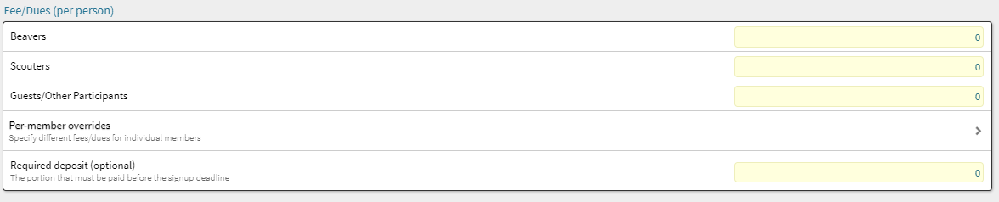 Fee/Dues (per person)
Beavers
0
Scouters
0
Guests/Other Participants
0
Per-member overrides
Specify different fees/dues for individual members
Required deposit (optional)
The portion that must be paid before the signup deadline
0